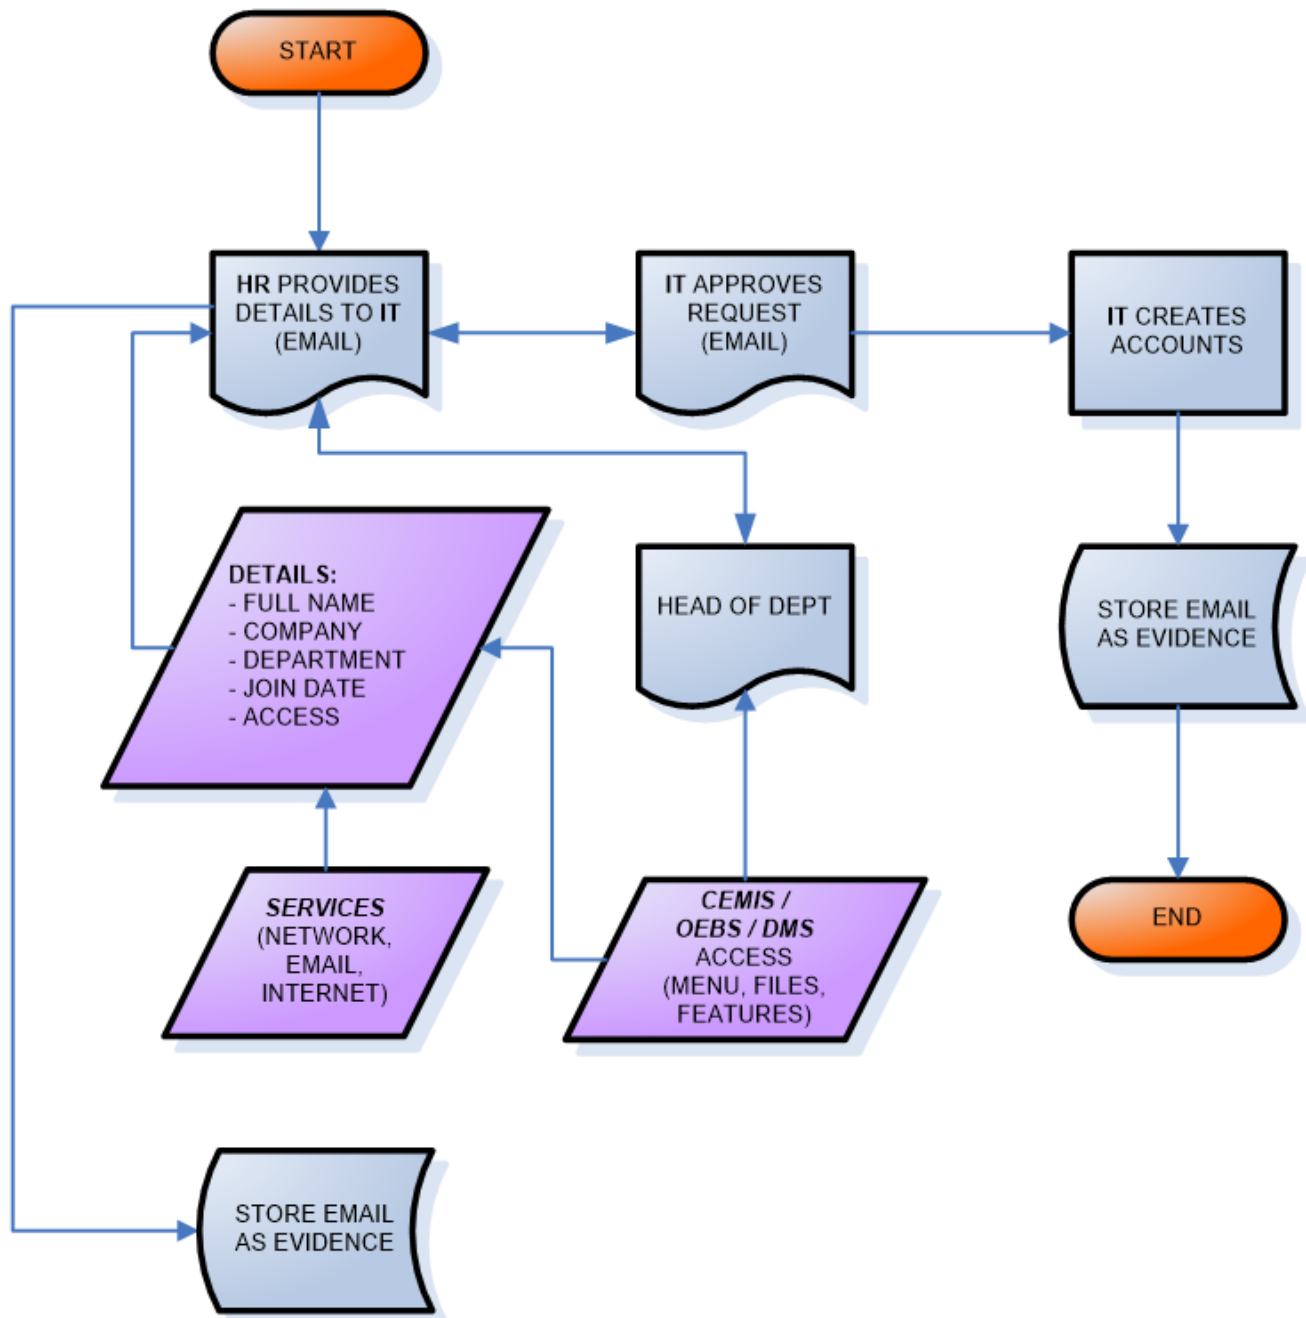 START
HR PROVIDES
DETAILS TO IT
(EMAIL)
IT APPROVES
REQUEST
(EMAIL)
IT CREATES
ACCOUNTS
DETAILS:
- FULL NAME
- COMPANY
- DEPARTMENT
- JOIN DATE
- ACCESS
HEAD OF DEPT
STORE EMAIL
AS EVIDENCE
SERVICES
(NETWORK,
EMAIL,
INTERNET)
CEMIS /
OEBS / DMS
ACCESS
(MENU, FILES,
FEATURES)
END
STORE EMAIL
AS EVIDENCE